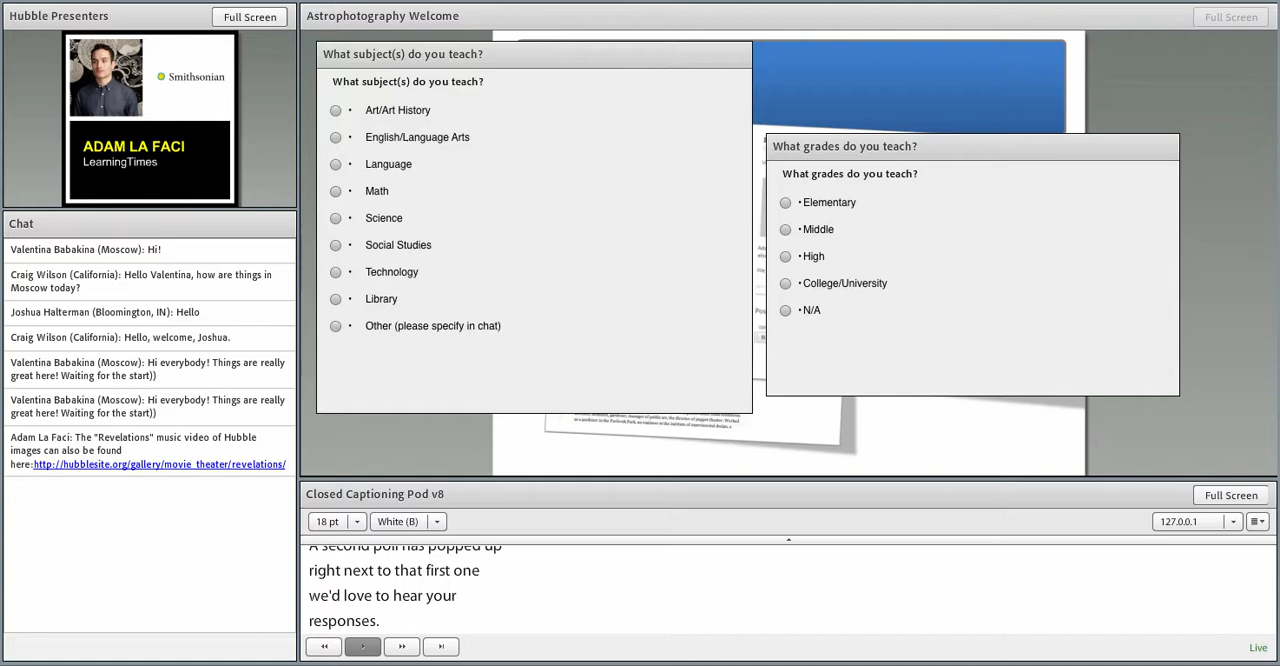 Hubble Presenters
Full Screen
Smithsonian
ADAM LA FACI
LearningTimes
Chat
Valentina Babakina (Moscow): Hi!
Craig Wilson (California): Hello Valentina, how are things in
Moscow today?
Joshua Halterman (Bloomington, IN): Hello
Craig Wilson (California): Hello, welcome, Joshua.
Valentina Babakina (Moscow): Hi everybody! Things are really
great here! Waiting for the start))
Valentina Babakina (Moscow): Hi everybody! Things are really
great here! Waiting for the start))
Adam La Faci: The "Revelations" music video of Hubble
images can also be found
here:http://hubblesite.org/gallery/movie_theater/revelations/
Astrophotography Welcome
Full Screen
What subject(s) do you teach?
What subject(s) do you teach?
• Art/Art History
• English/Language Arts
• Language
• Math
• Science
• Social Studies
• Technology
• Library
• Other (please specify in chat)
What grades do you teach?
What grades do you teach?
• Elementary
• Middle
• High
• College/University
• N/A
Closed Captioning Pod v8
Full Screen
18 pt
White (B)
127.0.0.1
A second poll has popped up
right next to that first one
we'd love to hear your
responses.
Live